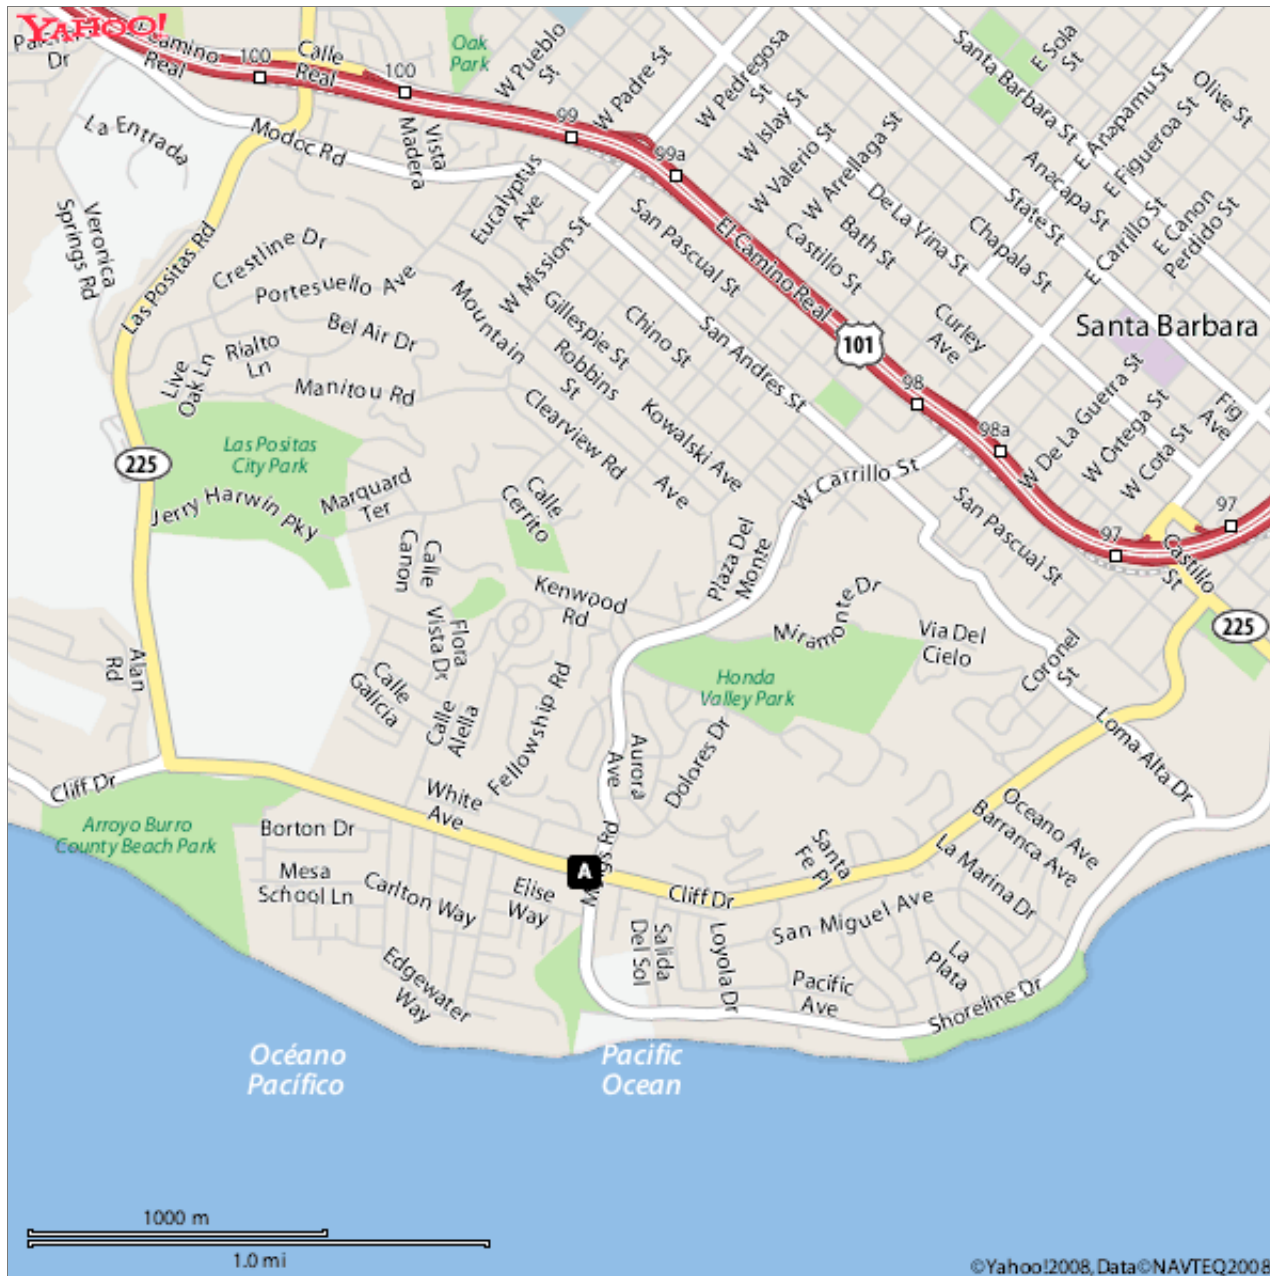 YAHOO!
Camino
Real
Dr
100
Calle
Real
100
Oak
Park
W Pueblo
St
99
W Padre St
99a
W Pedregosa
St
W Islay St
W Valerio St
W Arrellaga St
Santa Barbara St
E Sola
St
E Anapamu St
E Figueroa St
Olive St
La Entrada
Modoc Rd
Vista
Madera
Eucalyptus
Ave
W Mission St
San Pascual St
El Camino Real
Castillo St
Bath St
De La Vina St
Chapala St
State St
Anacapa St
E Carrillo St
E Canon
Perdido St
Veronica
Springs Rd
Las Positas Rd
Crestline Dr
Portesuello Ave
Bel Air Dr
Rialto
Ln
Live
Oak Ln
Manitou Rd
Mountain
Gillespie St
Robbins
St
Chino St
San Andres St
101
98
Curley
Ave
Santa Barbara
98a
W De La Guerra St
W Ortega St
W Cota St
Fig
Ave
225
Las Positas
City Park
Jerry Harwin Pky
Marquard
Ter
Clearview Rd
Kowalski Ave
Ave
W Carrillo St
Calle
Cerrito
San Pascual St
97
97
Castillo
St
Calle
Canon
Plaza Del
Monte
Kenwood
Rd
Miramonte Dr
Via Del
Cielo
225
Flora
Vista Dr
Alan
Rd
Calle
Galicia
Calle
Alella
Fellowship Rd
Honda
Valley Park
Coronel
St
Loma Alta Dr
Aurora
Ave
Dolores Dr
Cliff Dr
White
Ave
Arroyo Burro
County Beach Park
Borton Dr
Mesa
School Ln
Carlton Way
Elise
Way
A
Cliff Dr
Santa
Fe Pl
Oceano Ave
Barranca Ave
La Marina Dr
San Miguel Ave
Edgewater
Way
Salida
Del Sol
Loyola Dr
Pacific
Ave
La
Plata
Shoreline Dr
Océano
Pacífico
Pacific
Ocean
1000 m
1.0 mi
©Yahoo!2008, Data©NAVTEQ2008